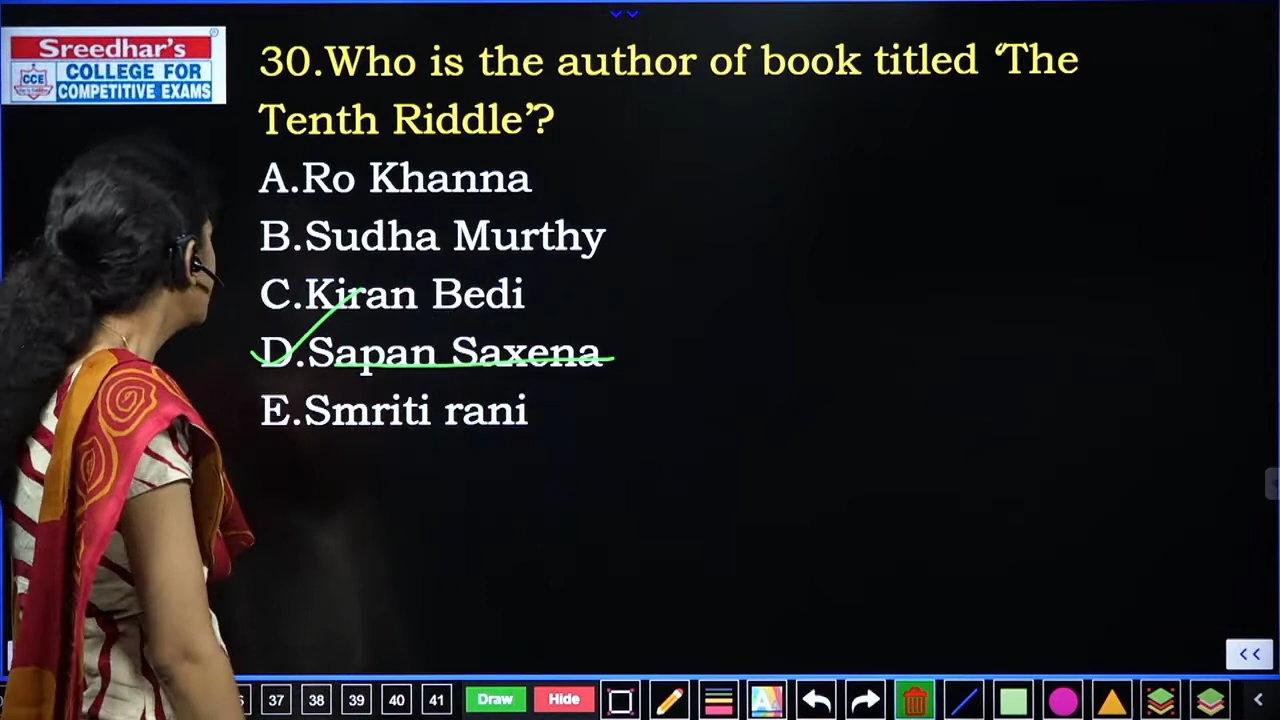 Sreedhar's
CCE
COLLEGE FOR
COMPETITIVE EXAMS
30.Who is the author of book titled ‘The
Tenth Riddle’?
A.Ro Khanna
B.Sudha Murthy
C.Kiran Bedi
D.Sapan Saxena
E.Smriti rani
37 38 39 40 41 Draw Hide